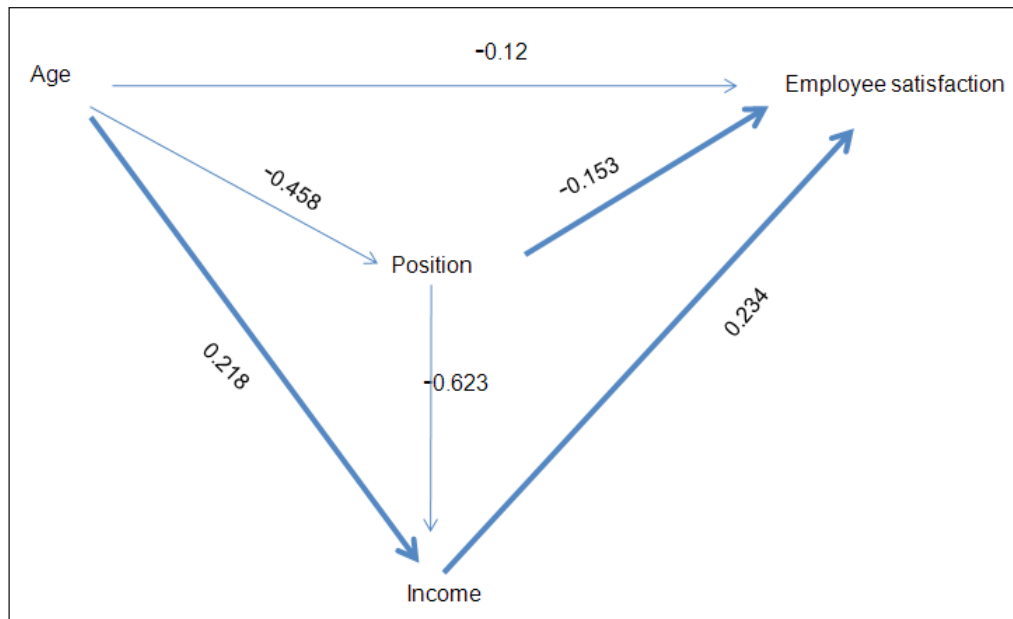 -0.12
Age
Employee satisfaction
-0.458
-0.153
Position
0.234
0.218
-0.623
Income